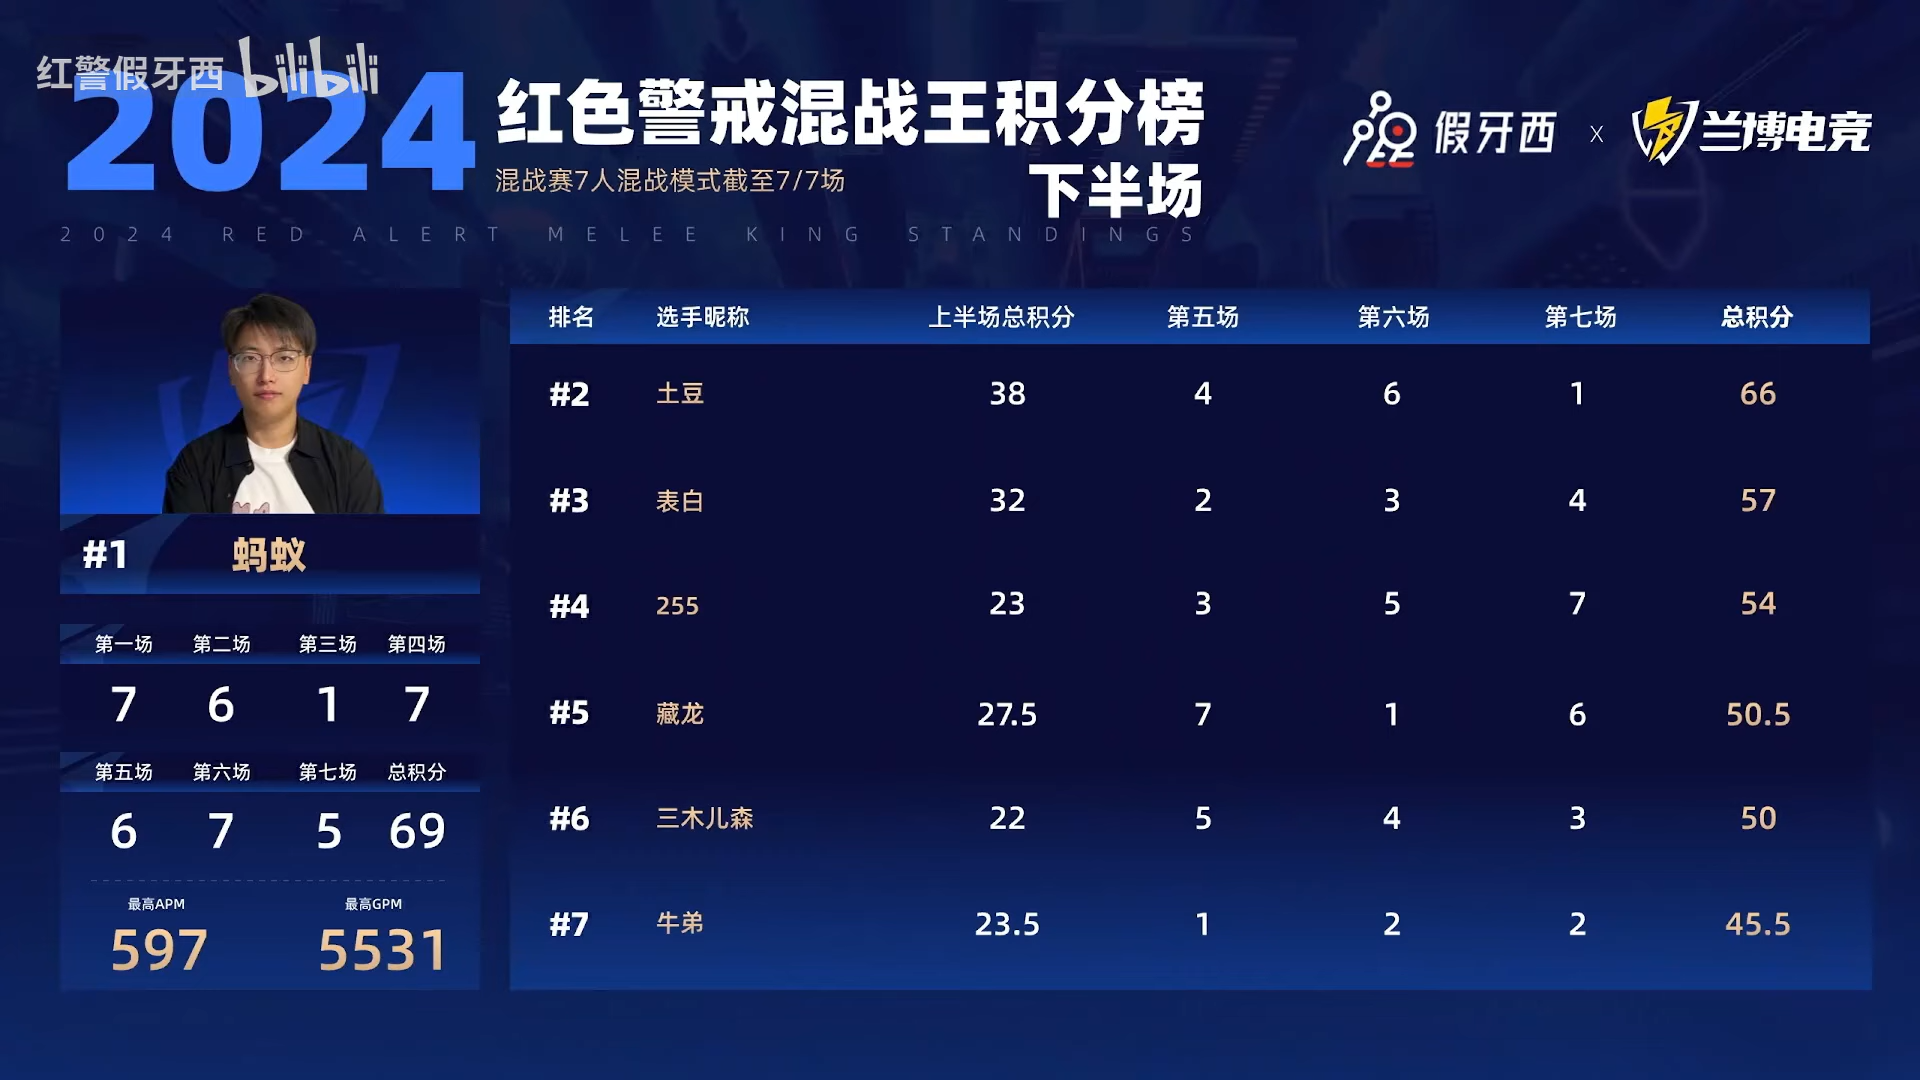 红警假牙西 bilibili
2024 红色警戒混战王积分榜
混战赛7人混战模式截至7/7场 下半场
2024 RED ALERT MELEE KING STANDINGS
假牙西 X 兰博电竞
#1 蚂蚁
第一场 第二场 第三场 第四场
7 6 1 7
第五场 第六场 第七场 总积分
6 7 5 69
最高APM 最高GPM
597 5531
排名 选手昵称 上半场总积分 第五场 第六场 第七场 总积分
#2 土豆 38 4 6 1 66
#3 表白 32 2 3 4 57
#4 255 23 3 5 7 54
#5 藏龙 27.5 7 1 6 50.5
#6 三木儿森 22 5 4 3 50
#7 牛弟 23.5 1 2 2 45.5